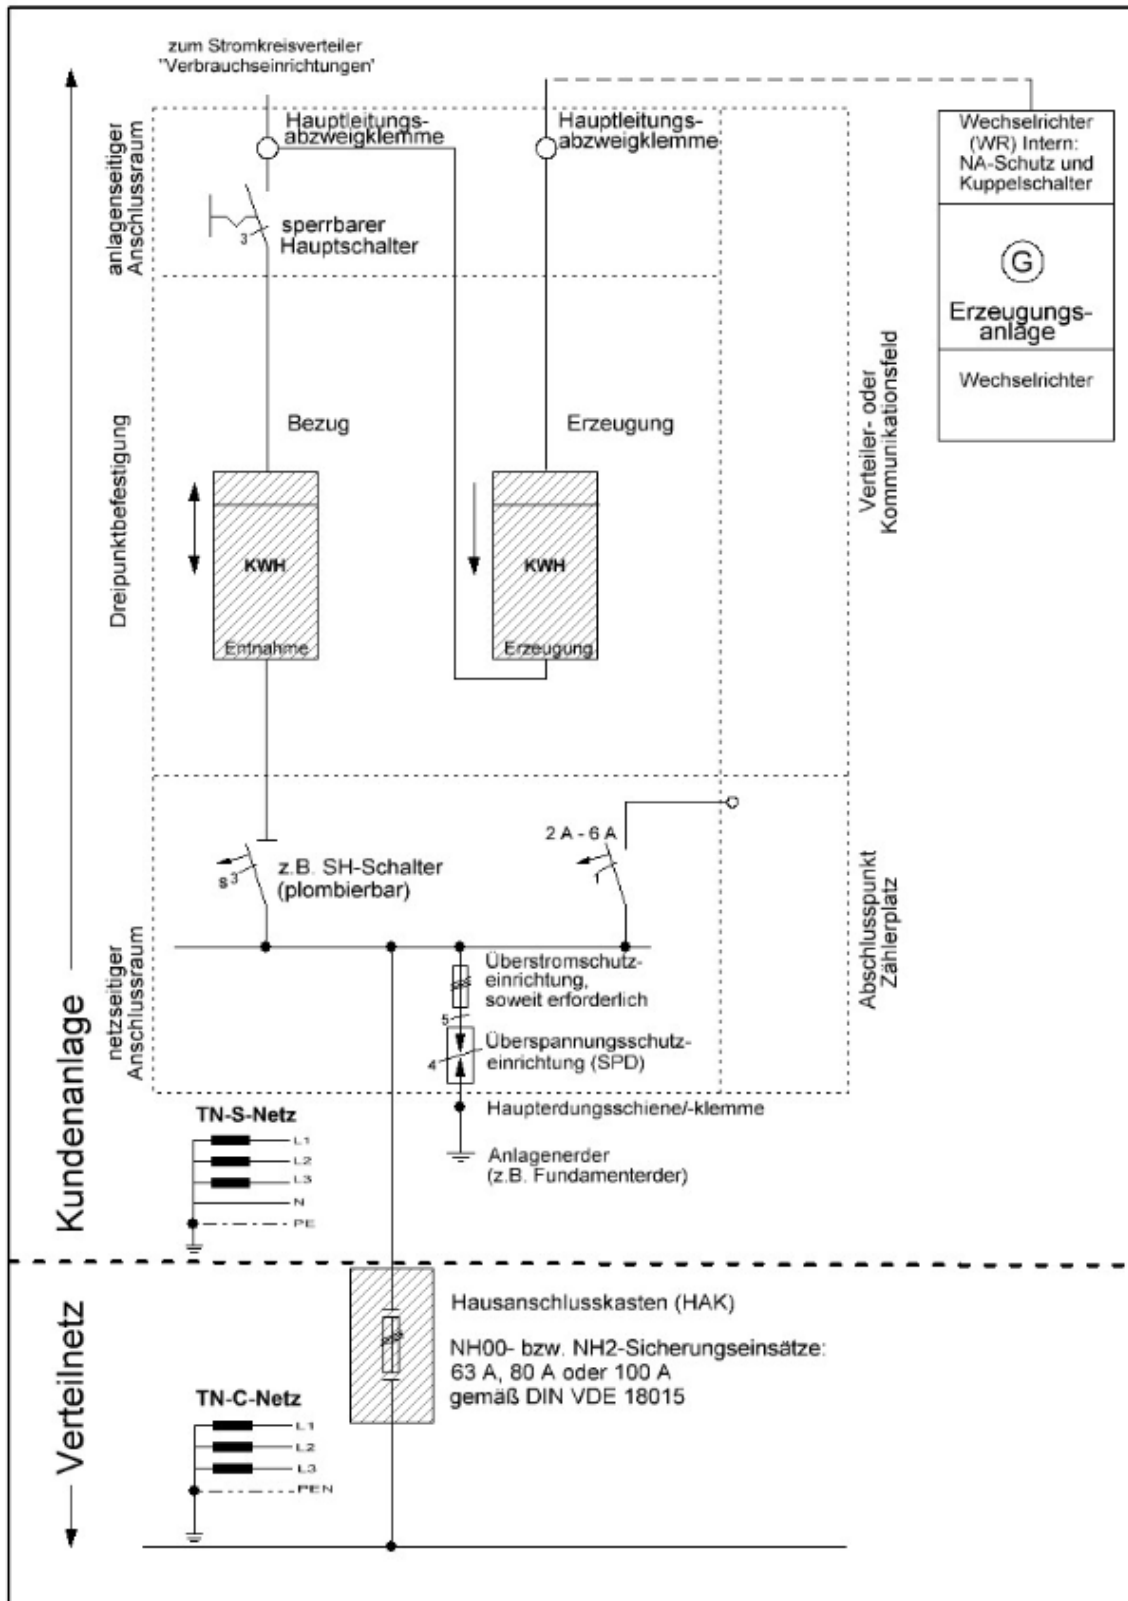 zum Stromkreisverteiler
"Verbrauchseinrichtungen"
Hauptleitungs-
abzweigklemme
Hauptleitungs-
abzweigklemme
Wechselrichter
(WR) Intern:
NA-Schutz und
Kuppelschalter
anlagenseitiger
Anschlussraum
3
sperrbarer
Hauptschalter
G
Erzeugungs-
anlage
Wechselrichter
Dreipunktbefestigung
Bezug
Erzeugung
Verteiler- oder
Kommunikationsfeld
KWH
KWH
Entnahme
Erzeugung
2 A - 6 A
z.B. SH-Schalter
(plombierbar)
S 3
1
netzseitiger
Anschlussraum
Abschlusspunkt
Zählerplatz
Überstromschutz-
einrichtung,
soweit erforderlich
5
Überspannungsschutz-
einrichtung (SPD)
4
Haupterdungsschiene/-klemme
Anlagenerder
(z.B. Fundamenterder)
Kundenanlage
TN-S-Netz
L1
L2
L3
N
PE
Verteilnetz
Hausanschlusskasten (HAK)
NH00- bzw. NH2-Sicherungseinsätze:
63 A, 80 A oder 100 A
gemäß DIN VDE 18015
TN-C-Netz
L1
L2
L3
PEN